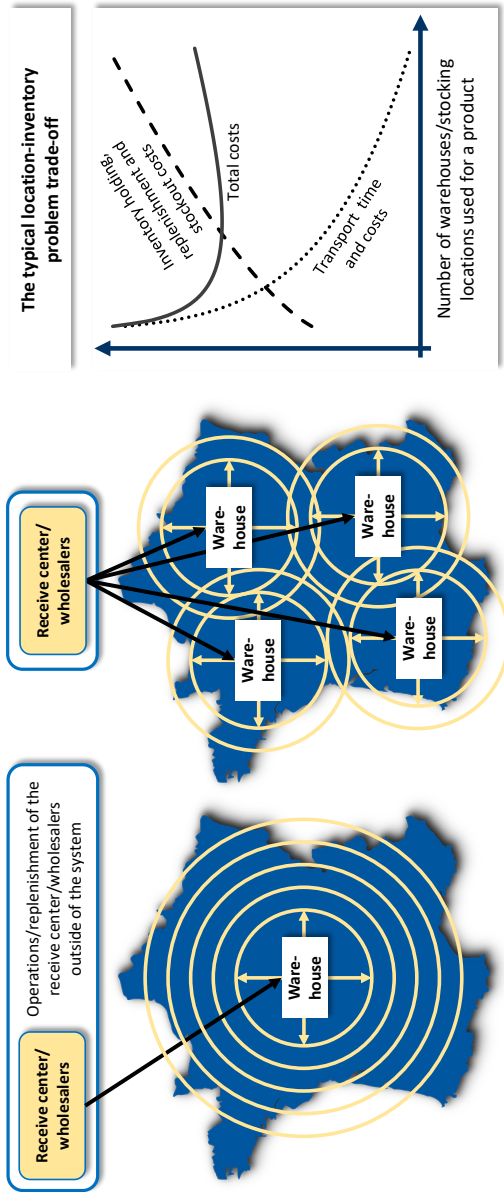 Receive center/
wholesalers
Operations/replenishment of the
receive center/wholesalers
outside of the system
Ware-
house
Receive center/
wholesalers
Ware-
house
Ware-
house
Ware-
house
Ware-
house
The typical location-inventory
problem trade-off
Inventory holding,
replenishment and
stockout costs
Total costs
Transport time
and costs
Number of warehouses/stocking
locations used for a product